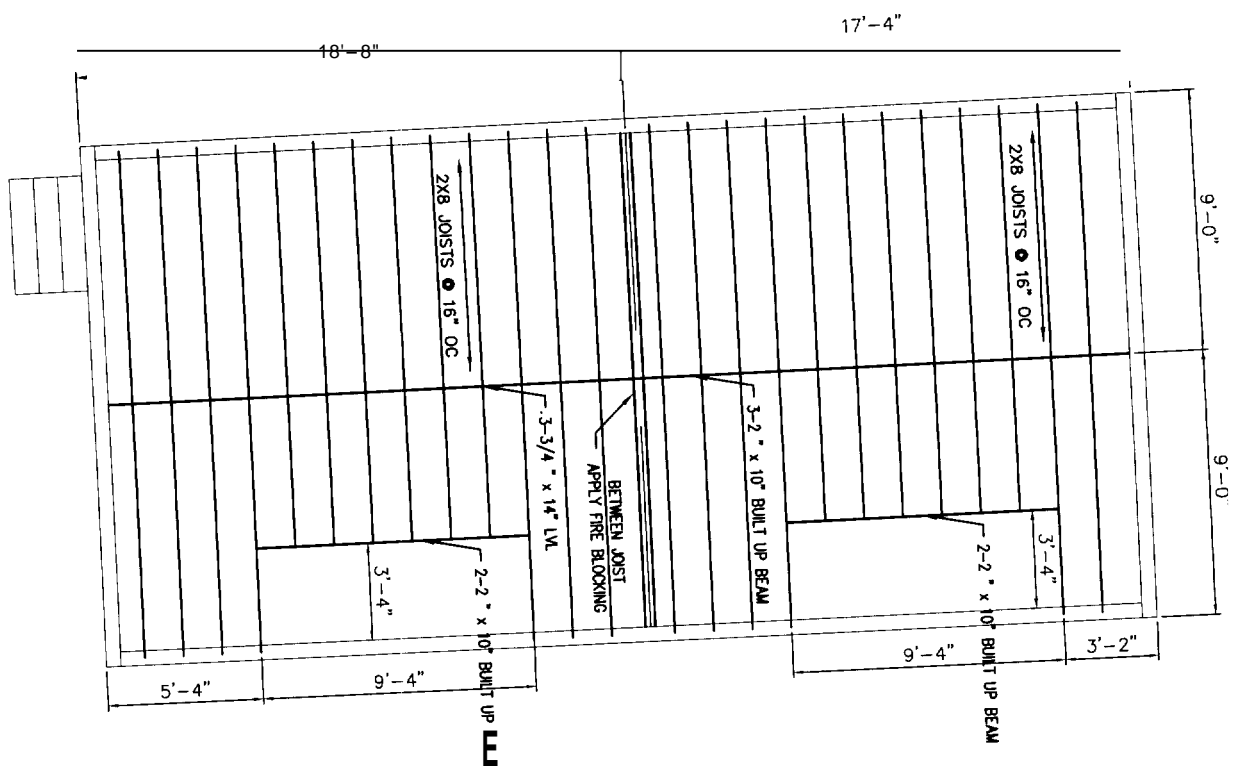 17'-4"
18'-8"
9'-0"
2X8 JOISTS @ 16" OC
2X8 JOISTS @ 16" OC
9'-0
3-2 " x 10" BUILT UP BEAM
.3-3/4 " x 14" LVL
BETWEEN JOIST
APPLY FIRE BLOCKING
2-2 " x 10" BUILT UP BEAM
3'-4"
2-2 " x 10" BUILT UP
3'-4"
9'-4"
3'-2"
5'-4"
9'-4"
E